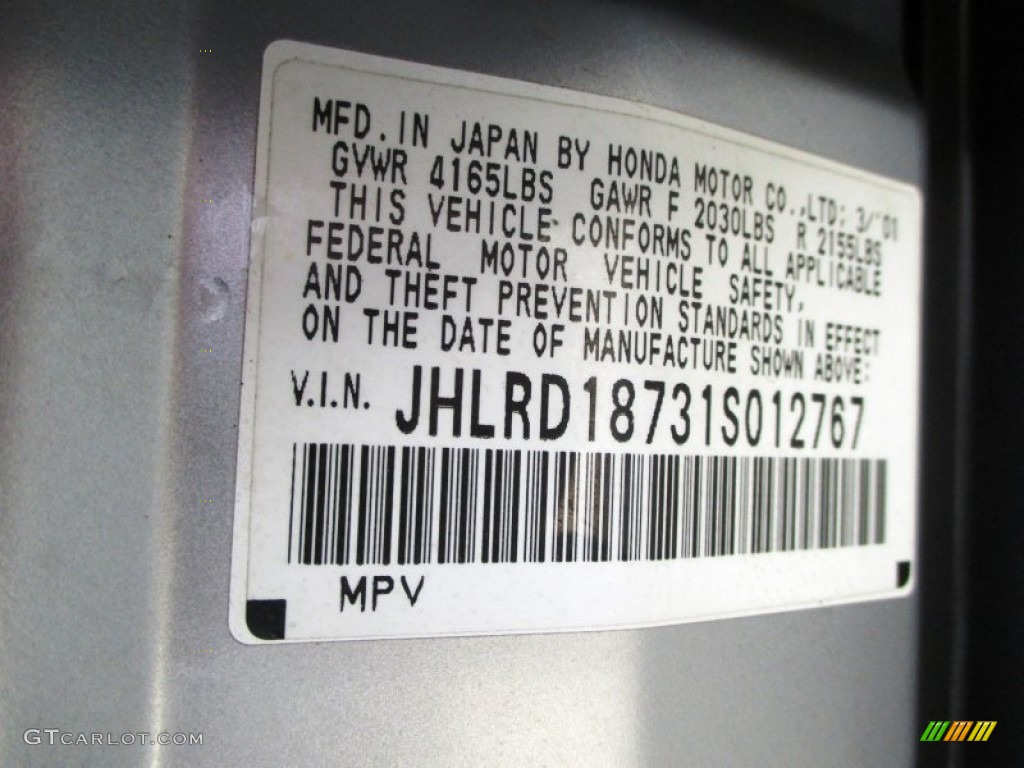 MFD. IN JAPAN BY HONDA MOTOR CO., LTD; 3/'01
GVWR 4165LBS GAWR F 2030LBS R 2155LBS
THIS VEHICLE CONFORMS TO ALL APPLICABLE
FEDERAL MOTOR VEHICLE SAFETY,
AND THEFT PREVENTION STANDARDS IN EFFECT
ON THE DATE OF MANUFACTURE SHOWN ABOVE:
V.I.N. JHLRD18731S012767
MPV
GTCARLOT.COM